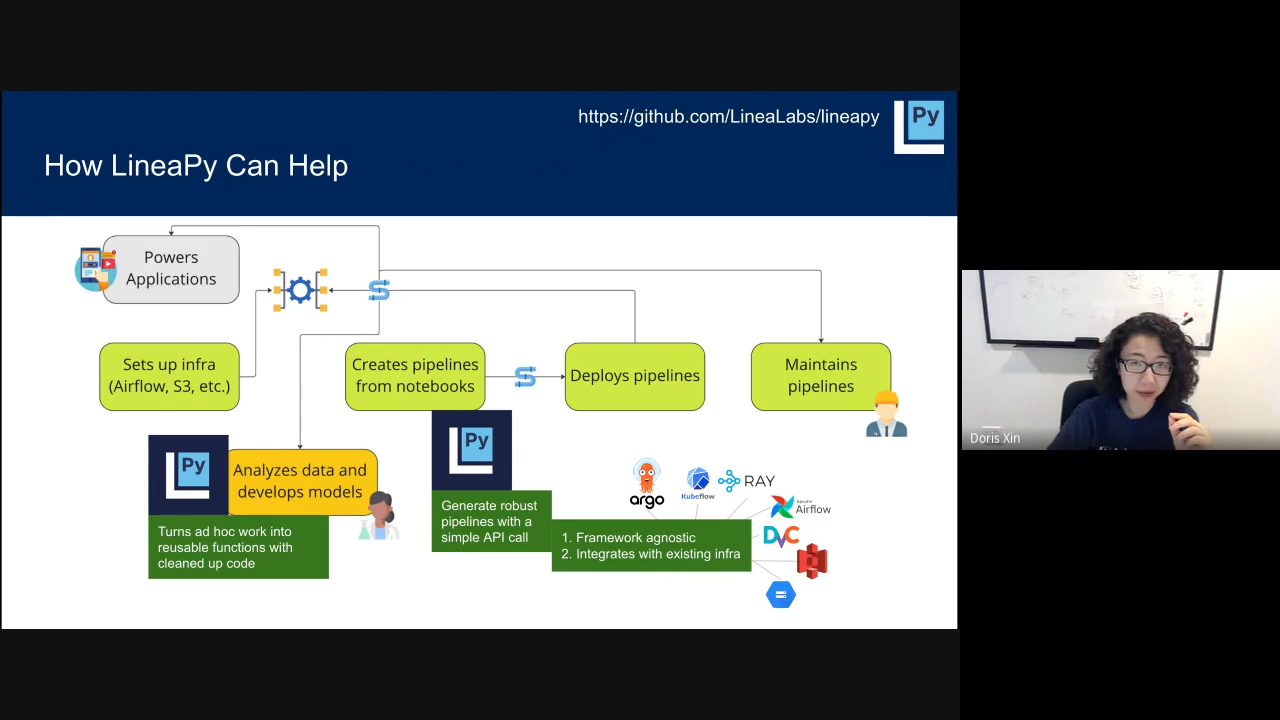 https://github.com/LineaLabs/lineapy
Py
How LineaPy Can Help
Powers
Applications
Sets up infra
(Airflow, S3, etc.)
Creates pipelines
from notebooks
Deploys pipelines
Maintains
pipelines
Py
Analyzes data and
develops models
Turns ad hoc work into
reusable functions with
cleaned up code
Py
Generate robust
pipelines with a
simple API call
1. Framework agnostic
2. Integrates with existing infra
argo
Kubeflow
RAY
Apache
Airflow
DVC
Doris Xin